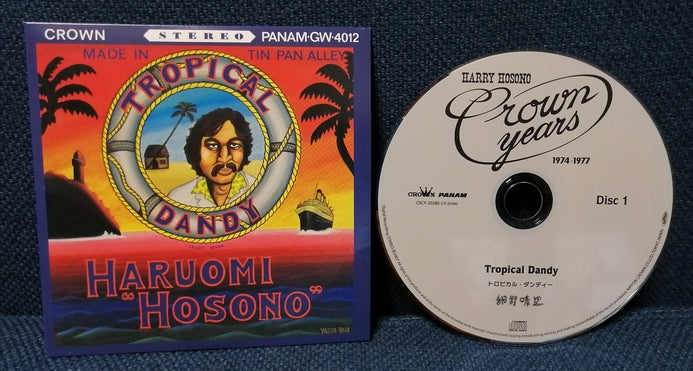 CROWN STEREO PANAM·GW·4012
MADE IN TIN PAN ALLEY
TROPICAL
DANDY
TRADE MARK
HARUOMI
"HOSONO"
HARRY HOSONO
Crown
years
1974-1977
CROWN PANAM
Disc 1
Tropical Dandy
トロピカル・ダンディー
細野晴臣